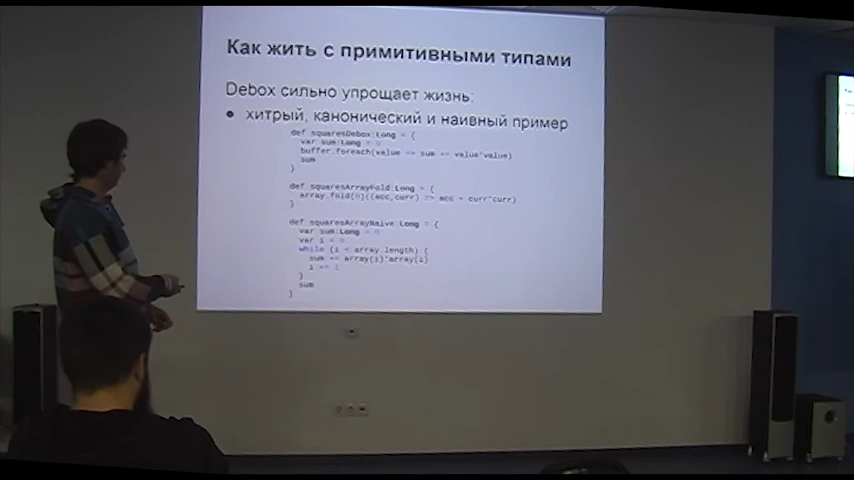 Как жить с примитивными типами
Debox сильно упрощает жизнь:
● хитрый, канонический и наивный пример
def squaresDebox:Long = {
var sum:Long = 0
buffer.foreach(value => sum += value*value)
sum
}
def squaresArrayFold:Long = {
array.fold(0)((acc,curr) => acc + curr*curr)
}
def squaresArrayNaive:Long = {
var sum:Long = 0
var i = 0
while (i < array.length) {
sum += array(i)*array(i)
i += 1
}
sum
}